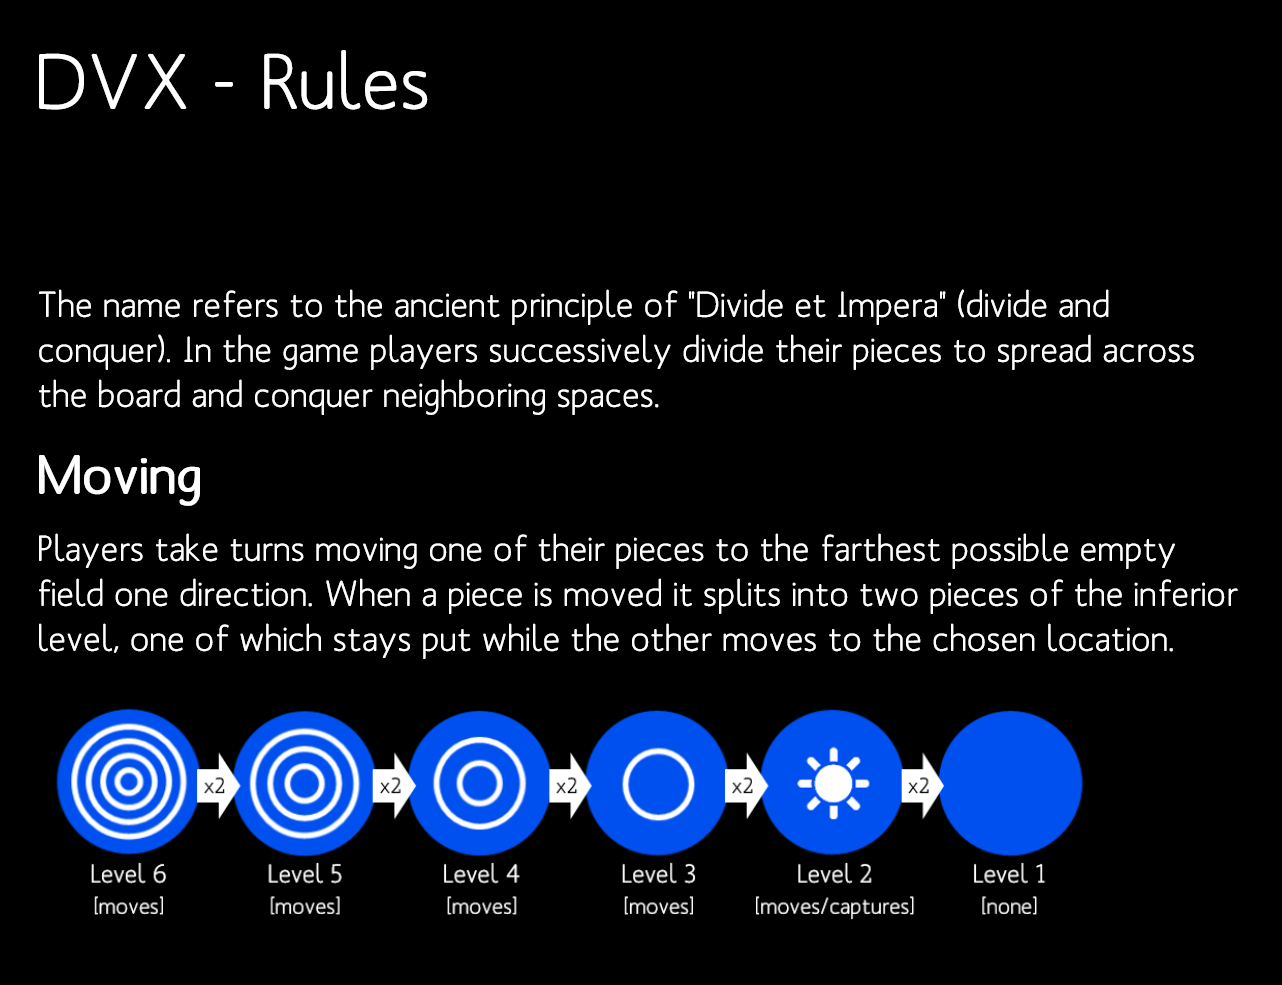 DVX - Rules
The name refers to the ancient principle of "Divide et Impera" (divide and
conquer). In the game players successively divide their pieces to spread across
the board and conquer neighboring spaces.
Moving
Players take turns moving one of their pieces to the farthest possible empty
field one direction. When a piece is moved it splits into two pieces of the inferior
level, one of which stays put while the other moves to the chosen location.
x2 x2 x2 x2 x2
Level 6 Level 5 Level 4 Level 3 Level 2 Level 1
[moves] [moves] [moves] [moves] [moves/captures] [none]